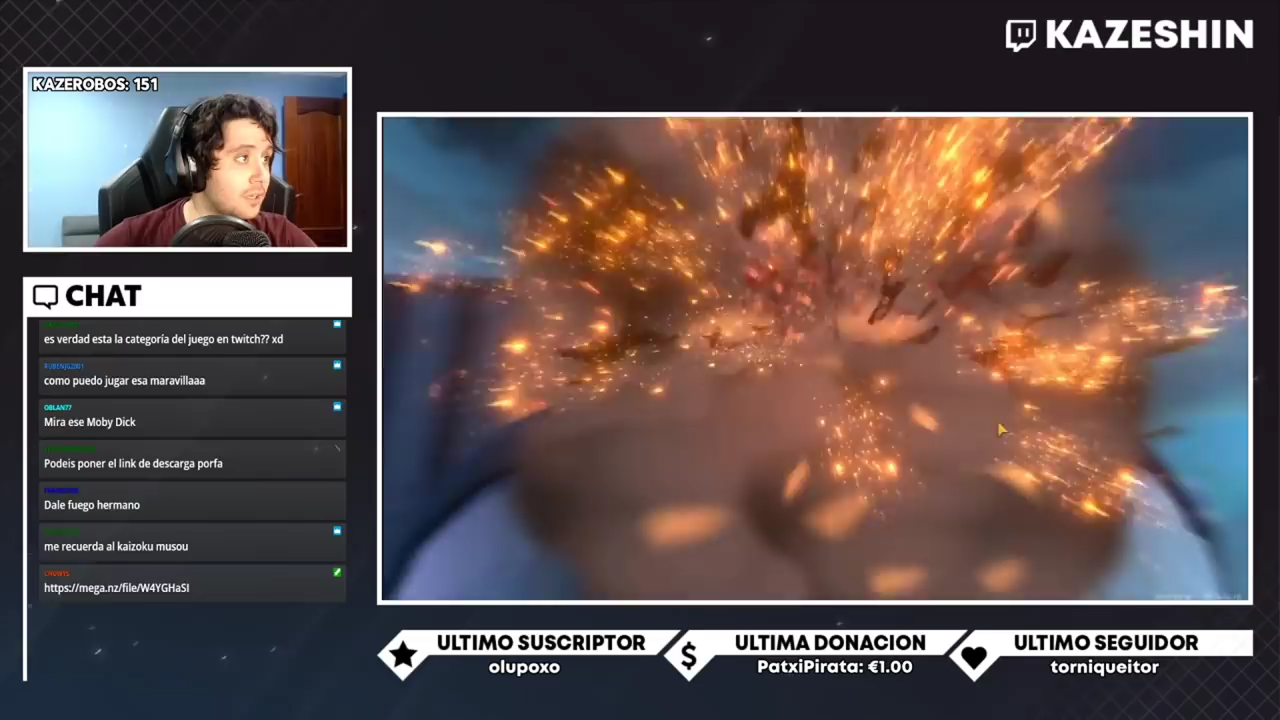 KAZESHIN
KAZEROBOS: 151
CHAT
es verdad esta la categoría del juego en twitch?? xd
como puedo jugar esa maravillaaa
OBLAN77
Mira ese Moby Dick
Podeis poner el link de descarga porfa
Dale fuego hermano
me recuerda al kaizoku musou
https://mega.nz/file/W4YGHaSI
ULTIMO SUSCRIPTOR
olupoxo
ULTIMA DONACION
PatxiPirata: €1.00
ULTIMO SEGUIDOR
torniqueitor